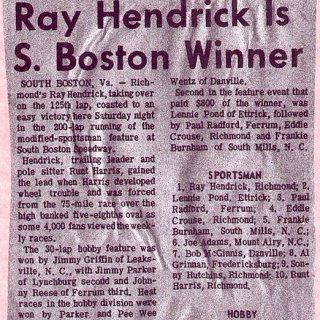 Ray Hendrick Is
S. Boston Winner
SOUTH BOSTON, Va. — Rich-
mond's Ray Hendrick, taking over
on the 125th lap, coasted to an
easy victory here Saturday night
in the 200-lap running of the
modified-sportsman feature at
South Boston Speedway.
Hendrick, trailing leader and
pole sitter Runt Harris, gained
the lead when Harris developed
wheel trouble and was forced
from the 75-mile race over the
high banked five-eighths oval as
some 4,000 fans viewed the week-
ly races.
The 30-lap hobby feature was
won by Jimmy Griffin of Leaks-
ville, N. C., with Jimmy Parker
of Lynchburg second and John-
ny Reese of Ferrum third. Heat
races in the hobby division were
won by Parker and Pee Wee
Wentz of Danville.
Second in the feature event that
paid $800 of the winner, was
Lennie Pond of Ettrick, followed
by Paul Radford, Ferrum, Eddie
Crouse, Richmond and Frankie
Burnham of South Mills, N. C.
SPORTSMAN
1, Ray Hendrick, Richmond; 2,
Lennie Pond, Ettrick; 3, Paul
Radford, Ferrum; 4, Eddie
Crouse, Richmond; 5, Frankie
Burnham, South Mills, N. C.;
6, Joe Adams, Mount Airy, N.C.;
7, Bob McGinnis, Danville; 8, Al
Grinnan, Fredericksburg; 9, Son-
ny Hutchins, Richmond; 10, Runt
Harris, Richmond.
HOBBY